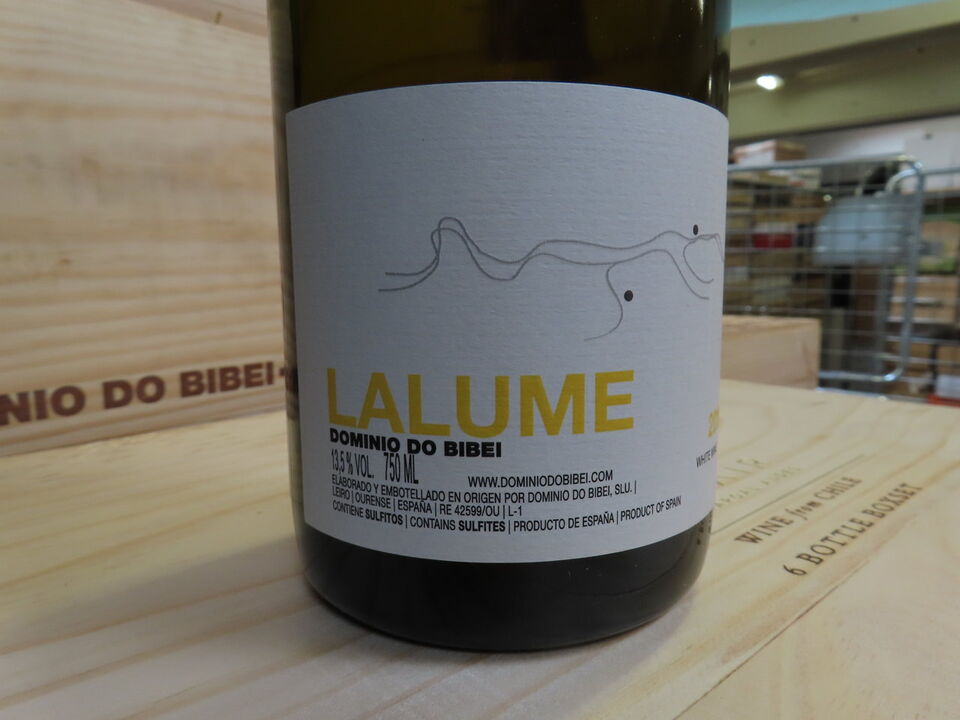 NIO DO BIBEI
LALUME
DOMINIO DO BIBEI
13,5 % VOL. 750 ML
WWW.DOMINIODOBIBEI.COM
ELABORADO Y EMBOTELLADO EN ORIGEN POR DOMINIO DO BIBEI, SLU. |
LEIRO | OURENSE | ESPAÑA | RE 42599/OU | L-1
CONTIENE SULFITOS | CONTAINS SULFITES | PRODUCTO DE ESPAÑA | PRODUCT OF SPAIN
WHITE
WINE from CHILE
6 BOTTLE BOXSET